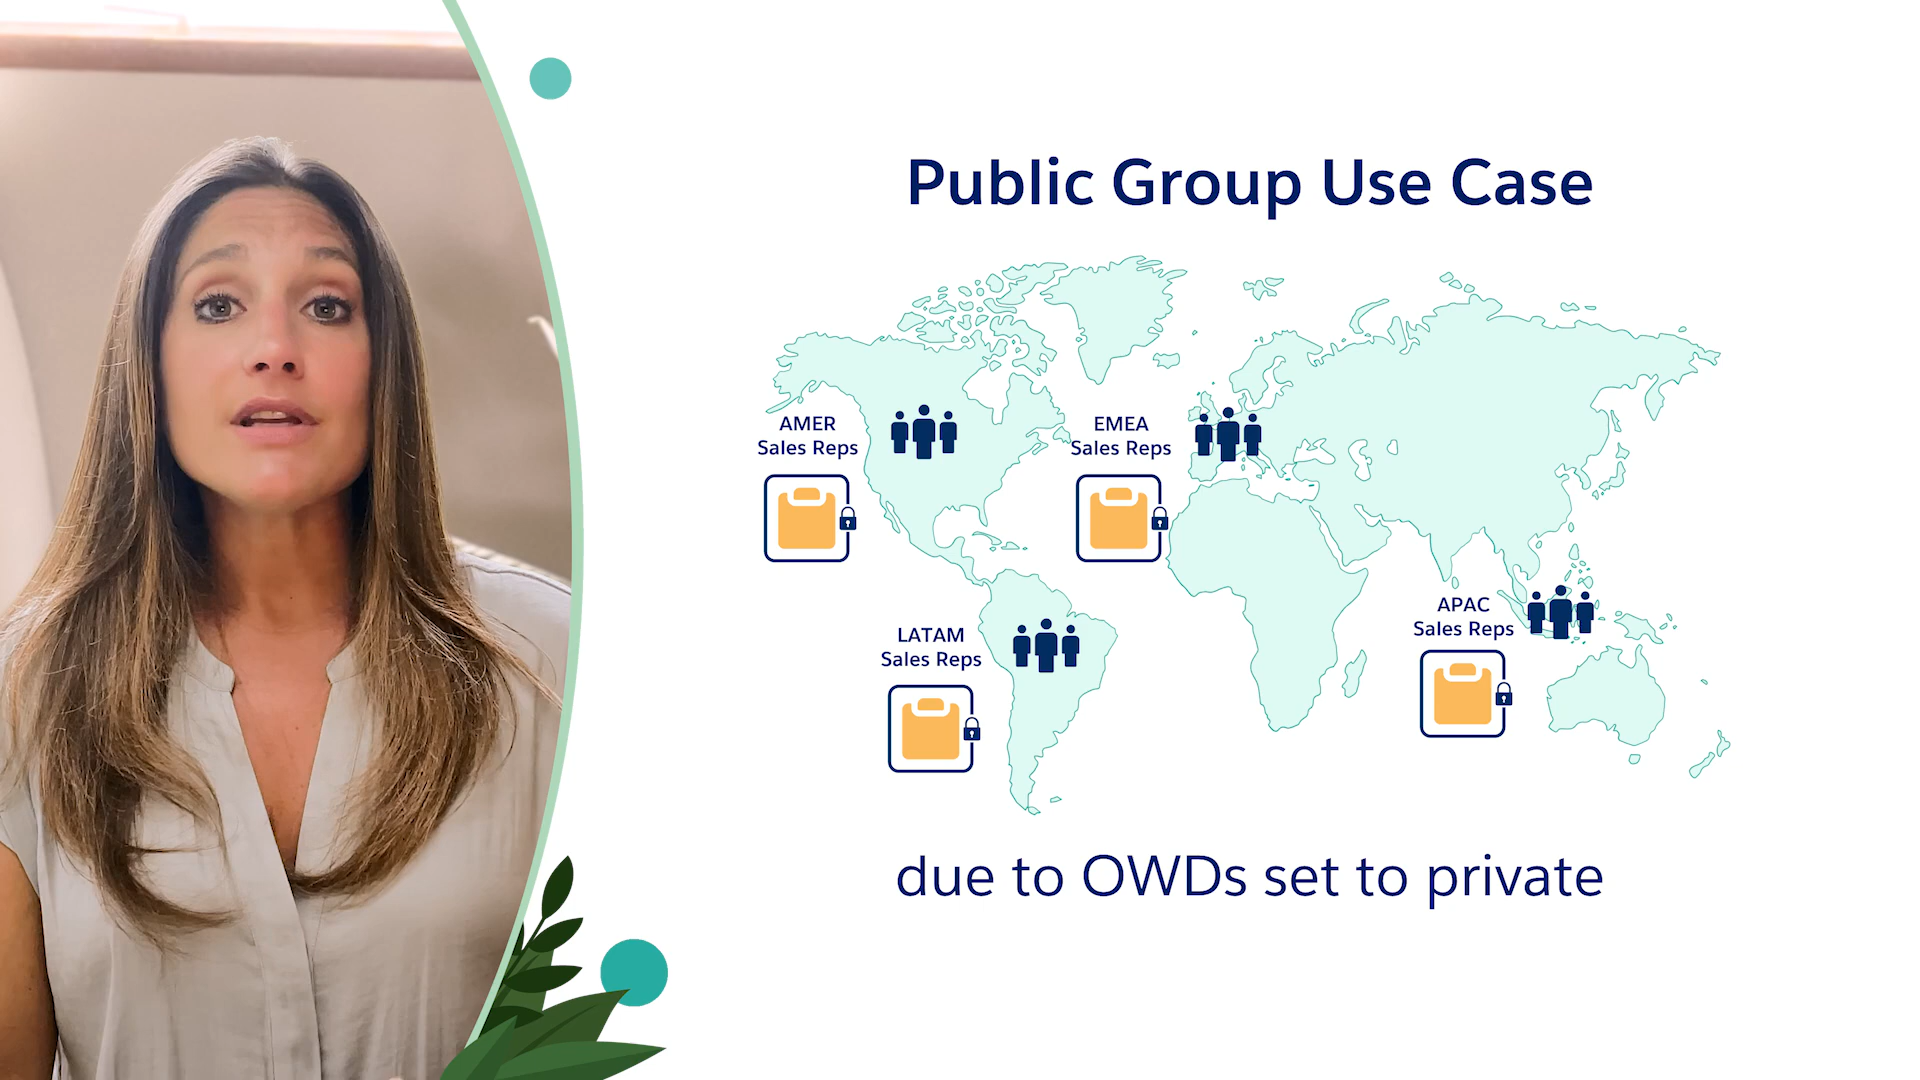 Public Group Use Case
AMER
Sales Reps
EMEA
Sales Reps
LATAM
Sales Reps
APAC
Sales Reps
due to OWDs set to private